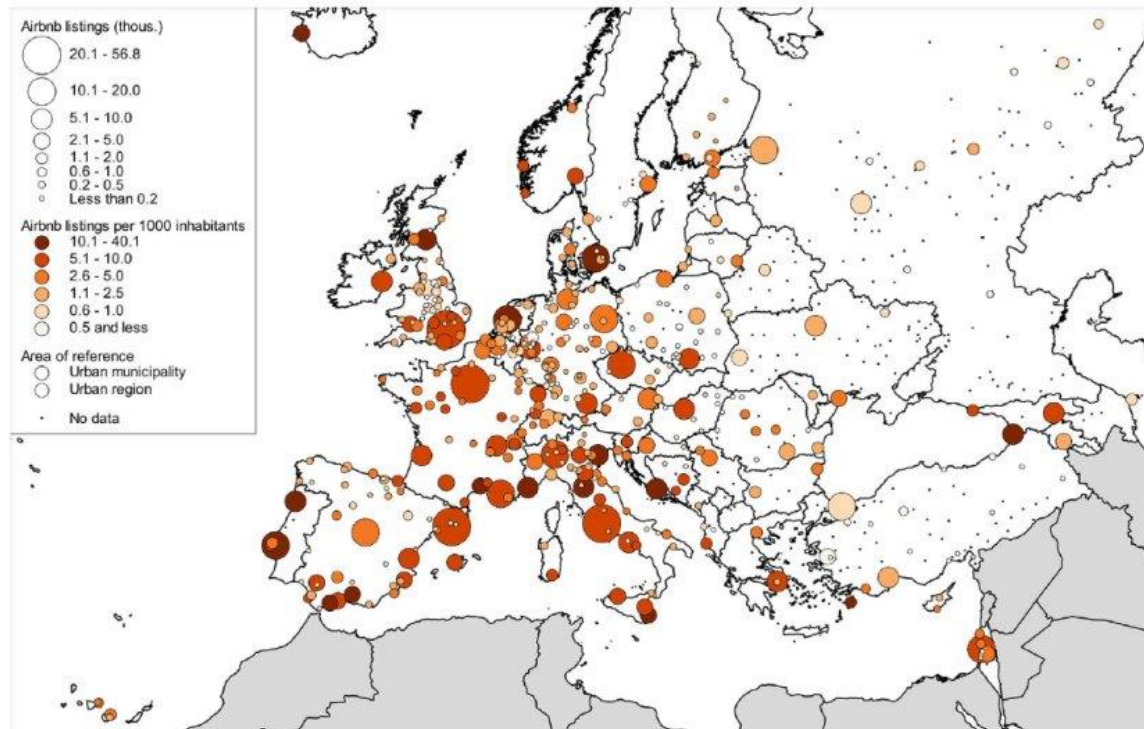 Airbnb listings (thous.)
20.1 - 56.8
10.1 - 20.0
5.1 - 10.0
2.1 - 5.0
1.1 - 2.0
0.6 - 1.0
0.2 - 0.5
Less than 0.2
Airbnb listings per 1000 inhabitants
10.1 - 40.1
5.1 - 10.0
2.6 - 5.0
1.1 - 2.5
0.6 - 1.0
0.5 and less
Area of reference
Urban municipality
Urban region
No data